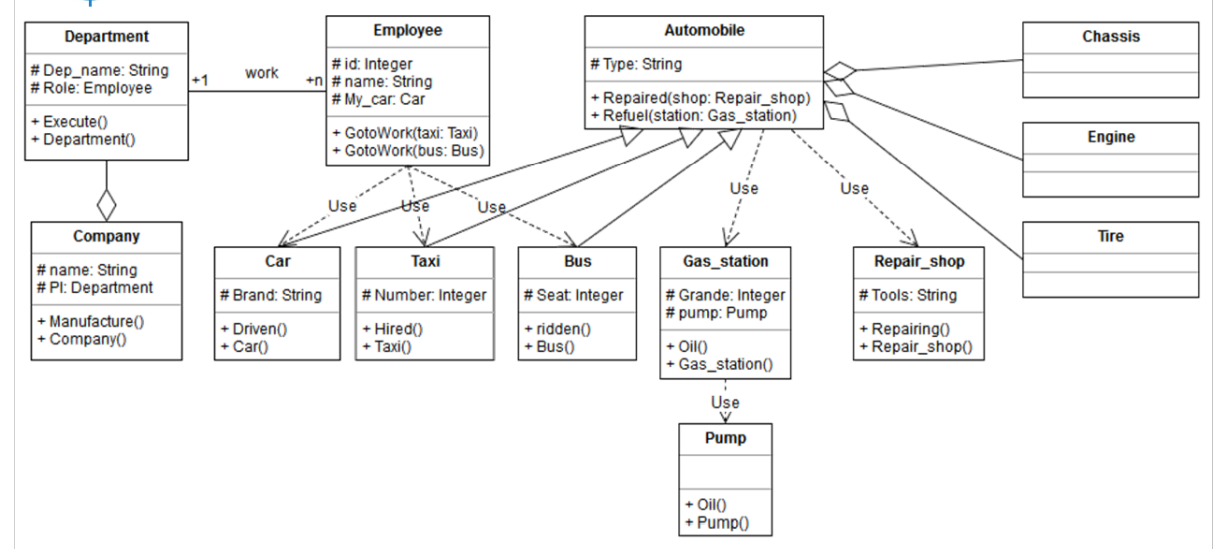 Department
# Dep_name: String
# Role: Employee
+ Execute()
+ Department()
+1 work +n
Employee
# id: Integer
# name: String
# My_car: Car
+ GotoWork(taxi: Taxi)
+ GotoWork(bus: Bus)
Automobile
# Type: String
+ Repaired(shop: Repair_shop)
+ Refuel(station: Gas_station)
Chassis
Engine
Tire
Use
Use
Use
Use
Use
Company
# name: String
# PI: Department
+ Manufacture()
+ Company()
Car
# Brand: String
+ Driven()
+ Car()
Taxi
# Number: Integer
+ Hired()
+ Taxi()
Bus
# Seat: Integer
+ ridden()
+ Bus()
Gas_station
# Grande: Integer
# pump: Pump
+ Oil()
+ Gas_station()
Repair_shop
# Tools: String
+ Repairing()
+ Repair_shop()
Use
Pump
+ Oil()
+ Pump()